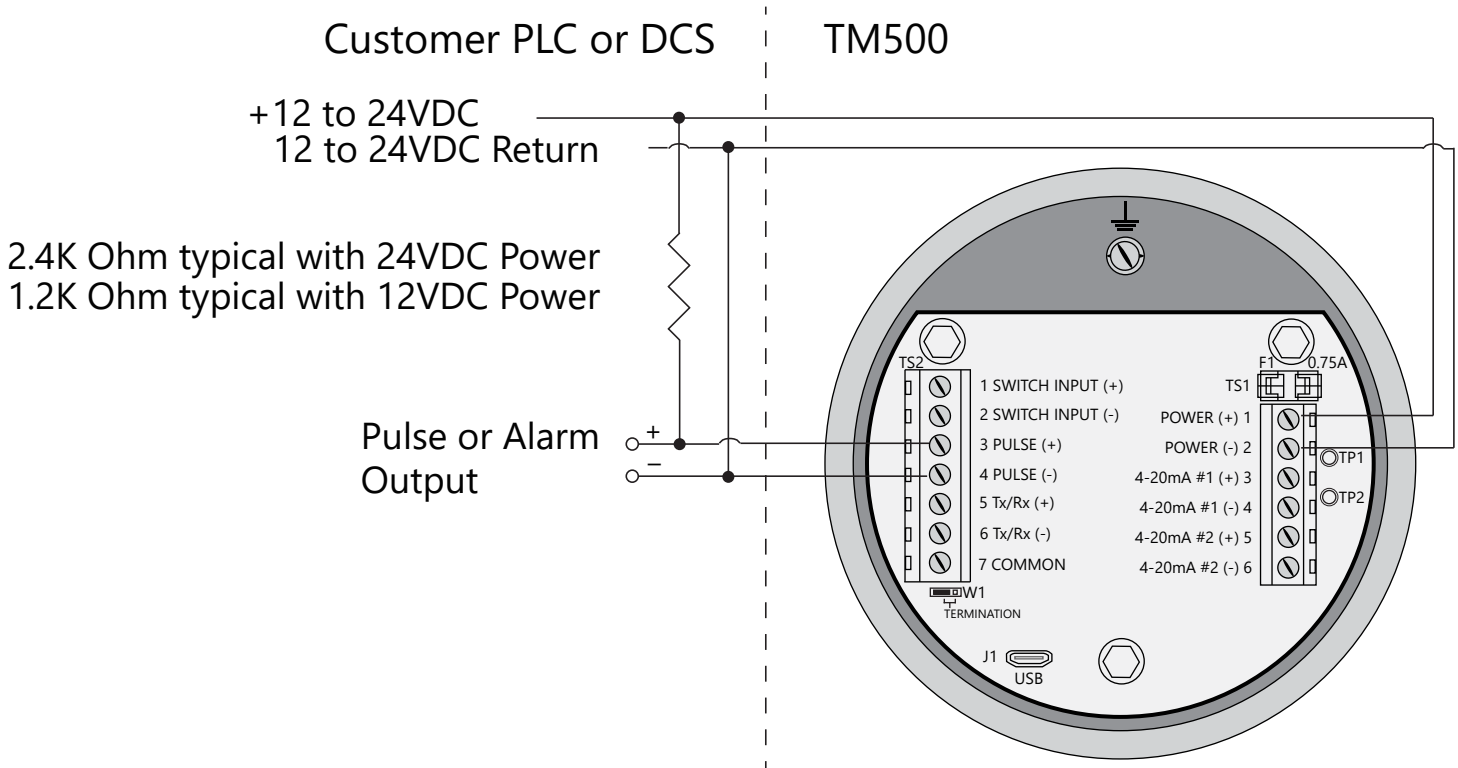 Customer PLC or DCS
TM500
+12 to 24VDC
12 to 24VDC Return
2.4K Ohm typical with 24VDC Power
1.2K Ohm typical with 12VDC Power
Pulse or Alarm
Output
+
−
TS2
1 SWITCH INPUT (+)
2 SWITCH INPUT (-)
3 PULSE (+)
4 PULSE (-)
5 Tx/Rx (+)
6 Tx/Rx (-)
7 COMMON
W1
TERMINATION
J1
USB
F1
0.75A
TS1
POWER (+) 1
POWER (-) 2
4-20mA #1 (+) 3
4-20mA #1 (-) 4
4-20mA #2 (+) 5
4-20mA #2 (-) 6
TP1
TP2